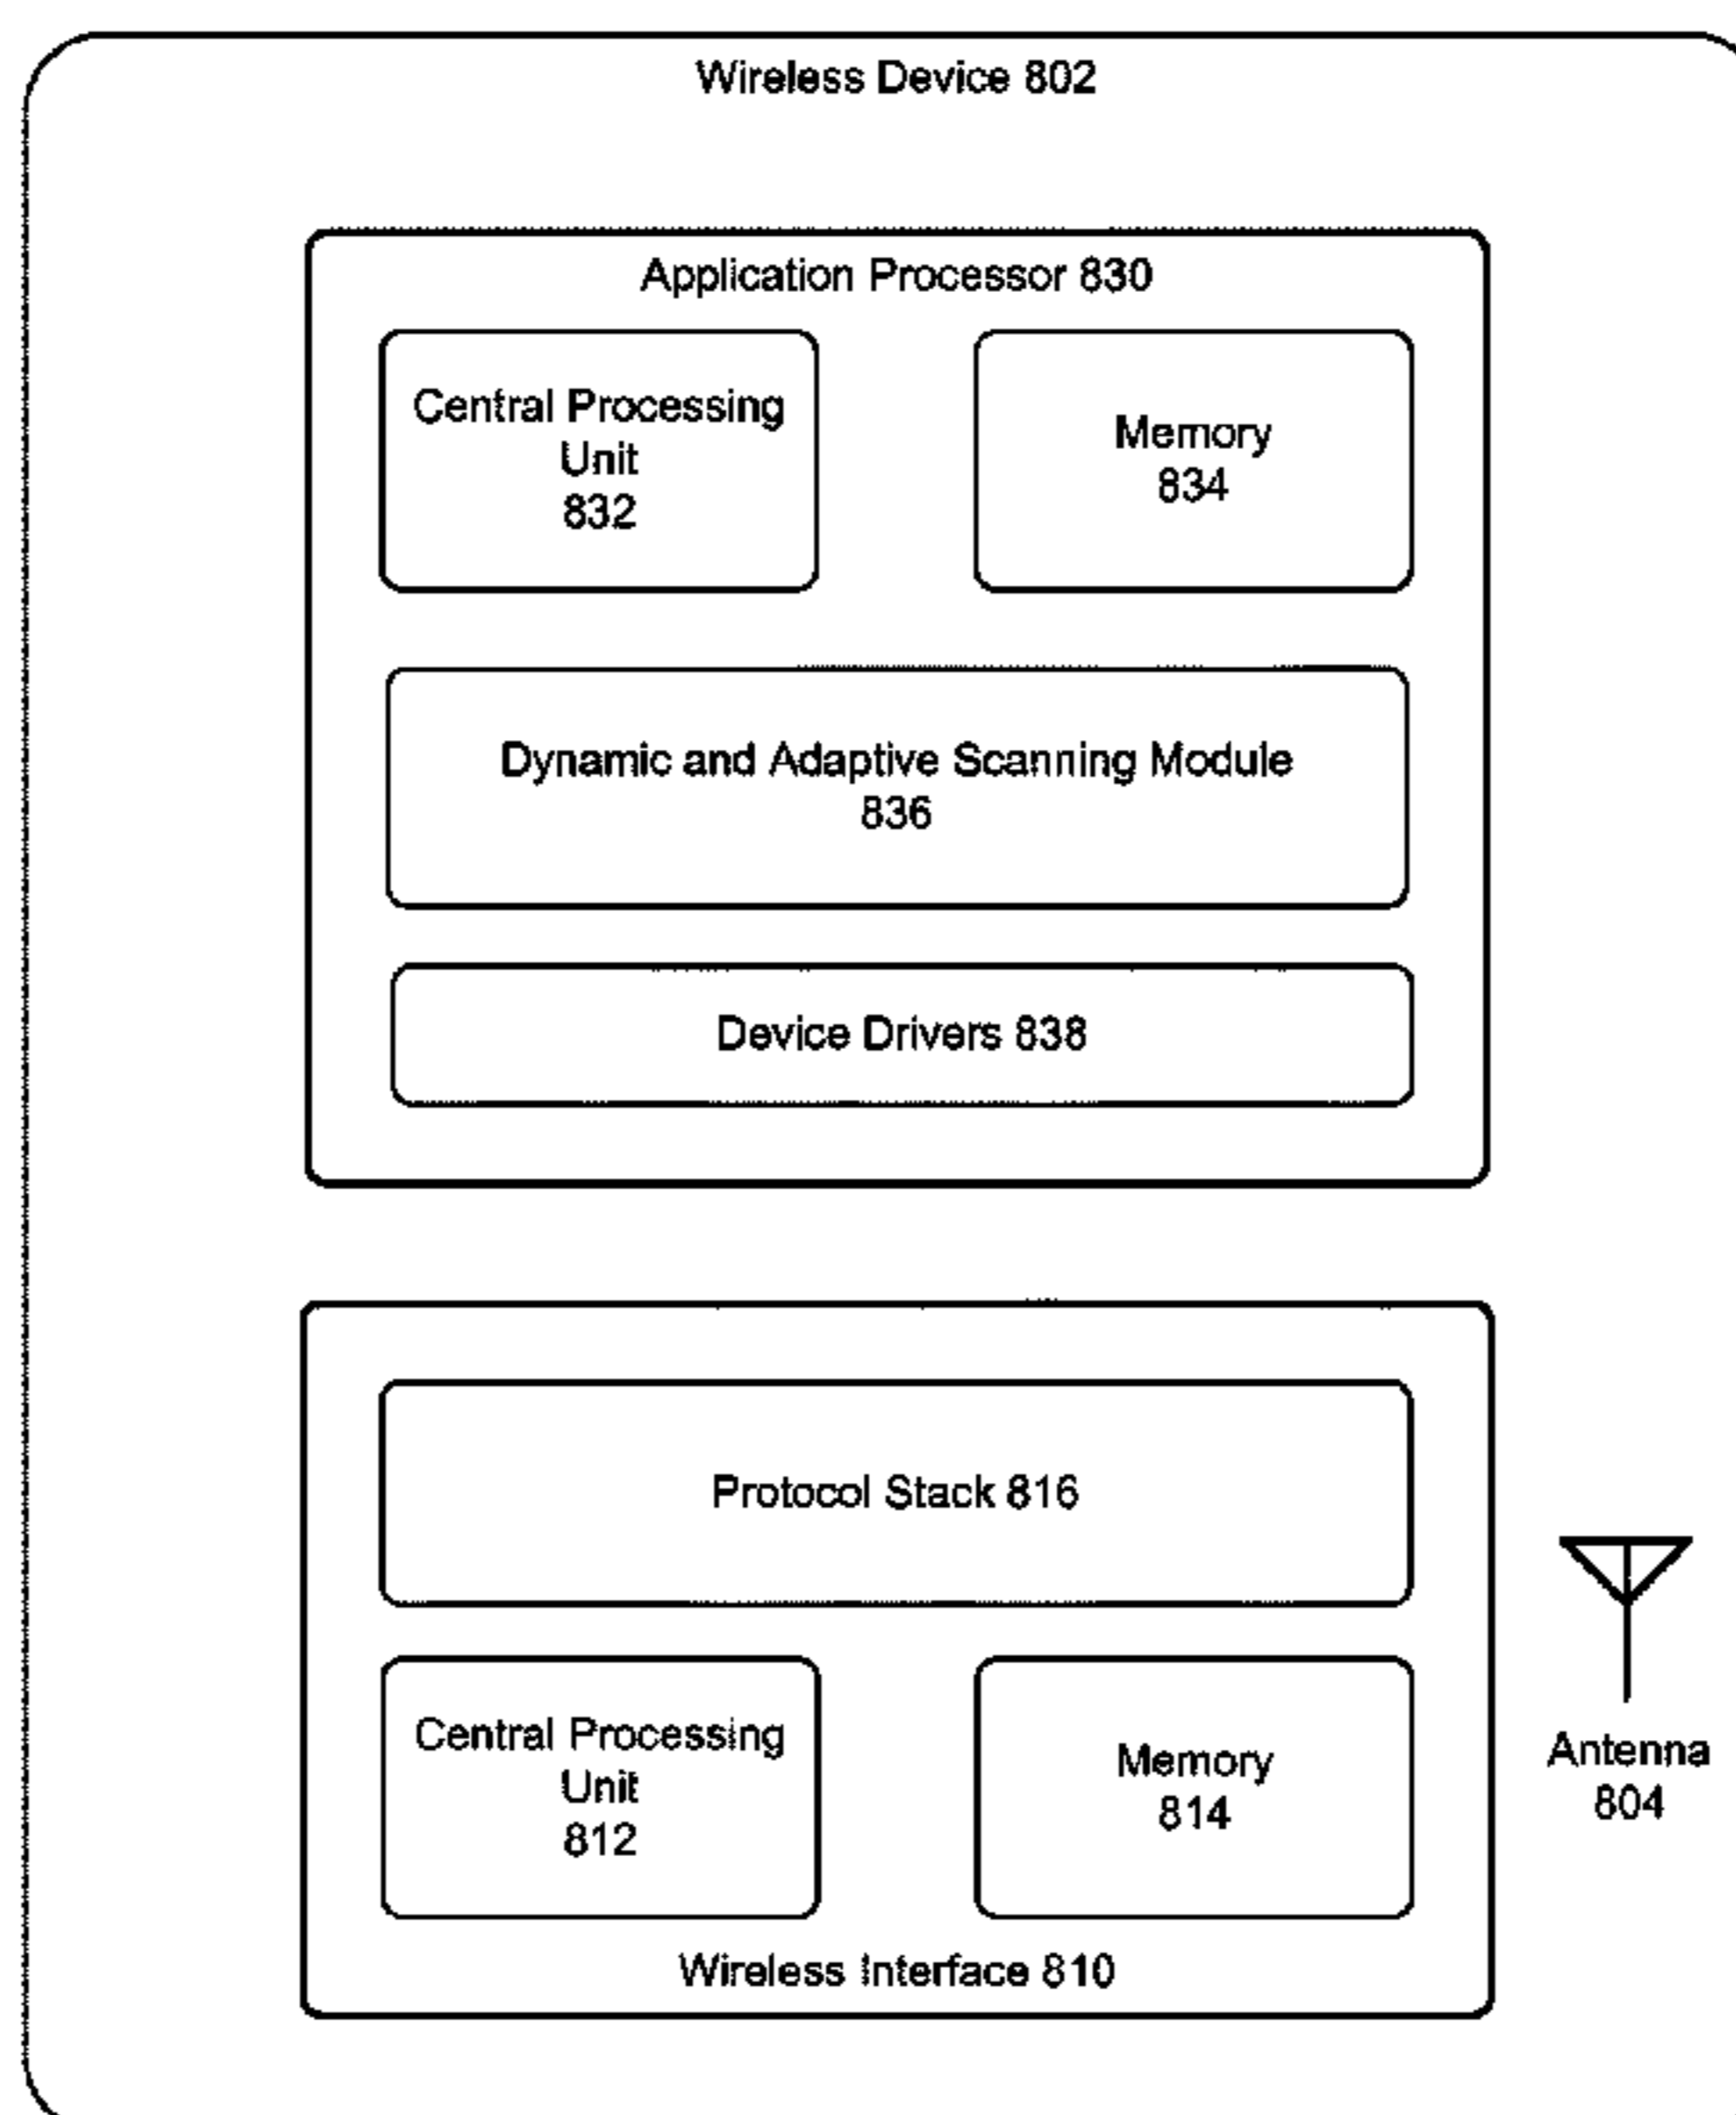 Wireless Device 802
Application Processor 830
Central Processing
Unit
832
Memory
834
Dynamic and Adaptive Scanning Module
836
Device Drivers 838
Protocol Stack 816
Central Processing
Unit
812
Memory
814
Antenna
804
Wireless Interface 810